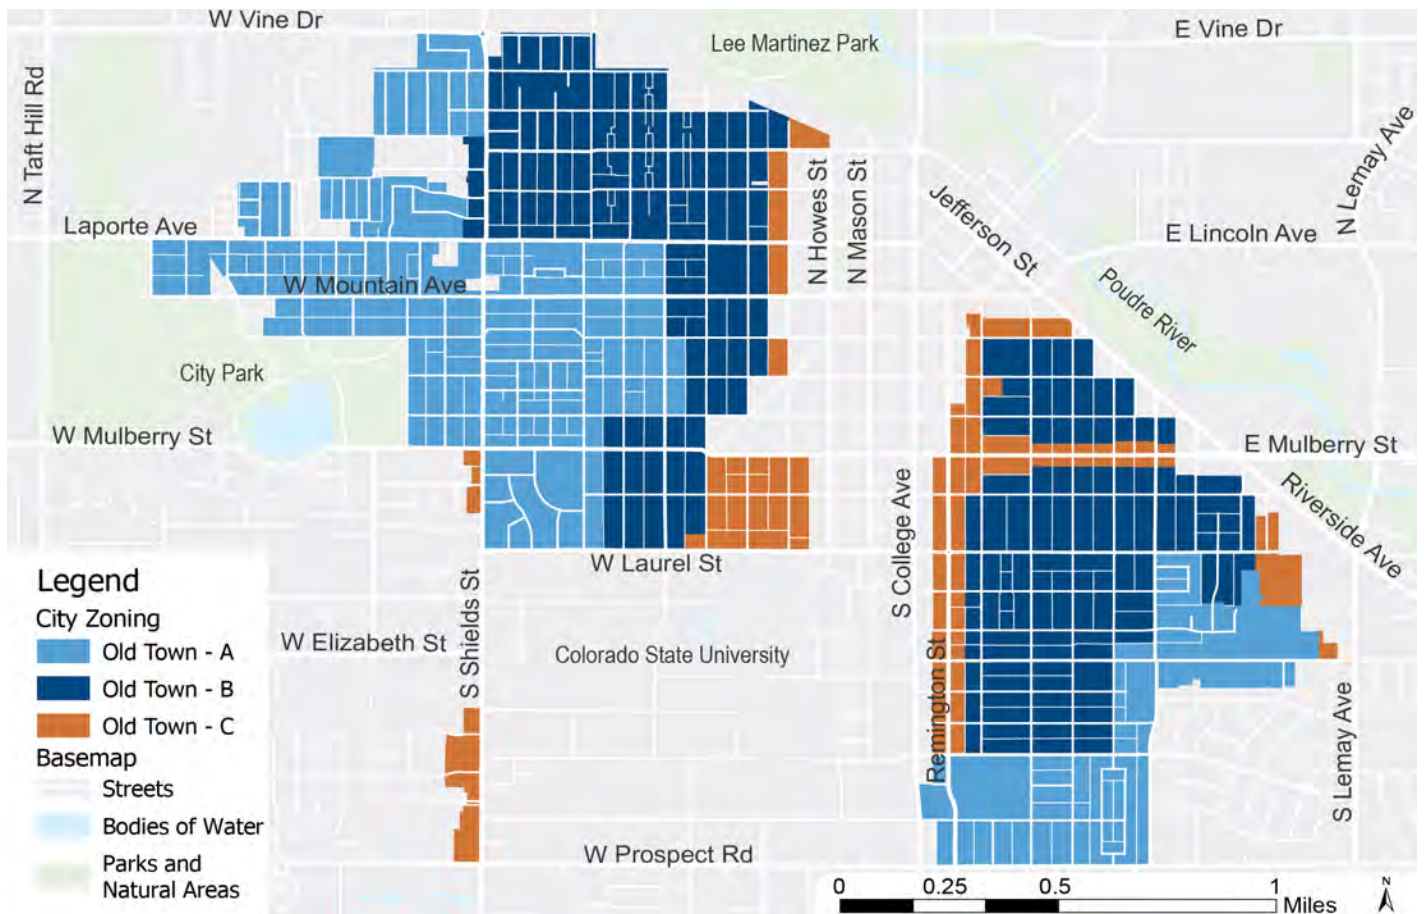 W Vine Dr
Lee Martinez Park
E Vine Dr
N Taft Hill Rd
N Lemay Ave
Laporte Ave
N Howes St
N Mason St
Jefferson St
E Lincoln Ave
W Mountain Ave
Poudre River
City Park
W Mulberry St
E Mulberry St
S College Ave
Riverside Ave
W Laurel St
Legend
City Zoning
Old Town - A
Old Town - B
Old Town - C
Basemap
Streets
Bodies of Water
Parks and
Natural Areas
W Elizabeth St
S Shields St
Colorado State University
Remington St
S Lemay Ave
W Prospect Rd
0 0.25 0.5 1
Miles
N